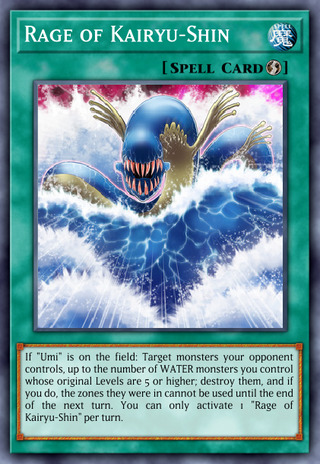 Rage of Kairyu-Shin
魔
[Spell Card]
If "Umi" is on the field: Target monsters your opponent
controls, up to the number of WATER monsters you control
whose original Levels are 5 or higher; destroy them, and if
you do, the zones they were in cannot be used until the end
of the next turn. You can only activate 1 "Rage of
Kairyu-Shin" per turn.